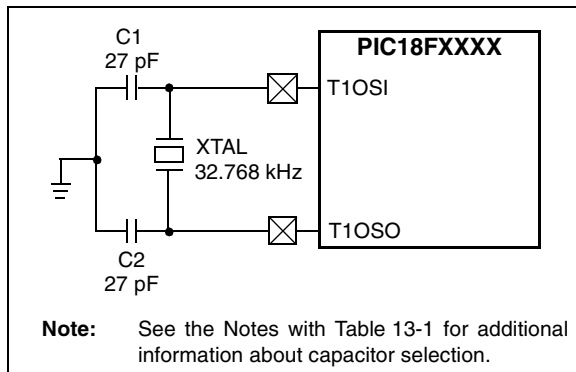 C1
27 pF
PIC18FXXXX
T1OSI
XTAL
32.768 kHz
T1OSO
C2
27 pF
Note: See the Notes with Table 13-1 for additional
information about capacitor selection.